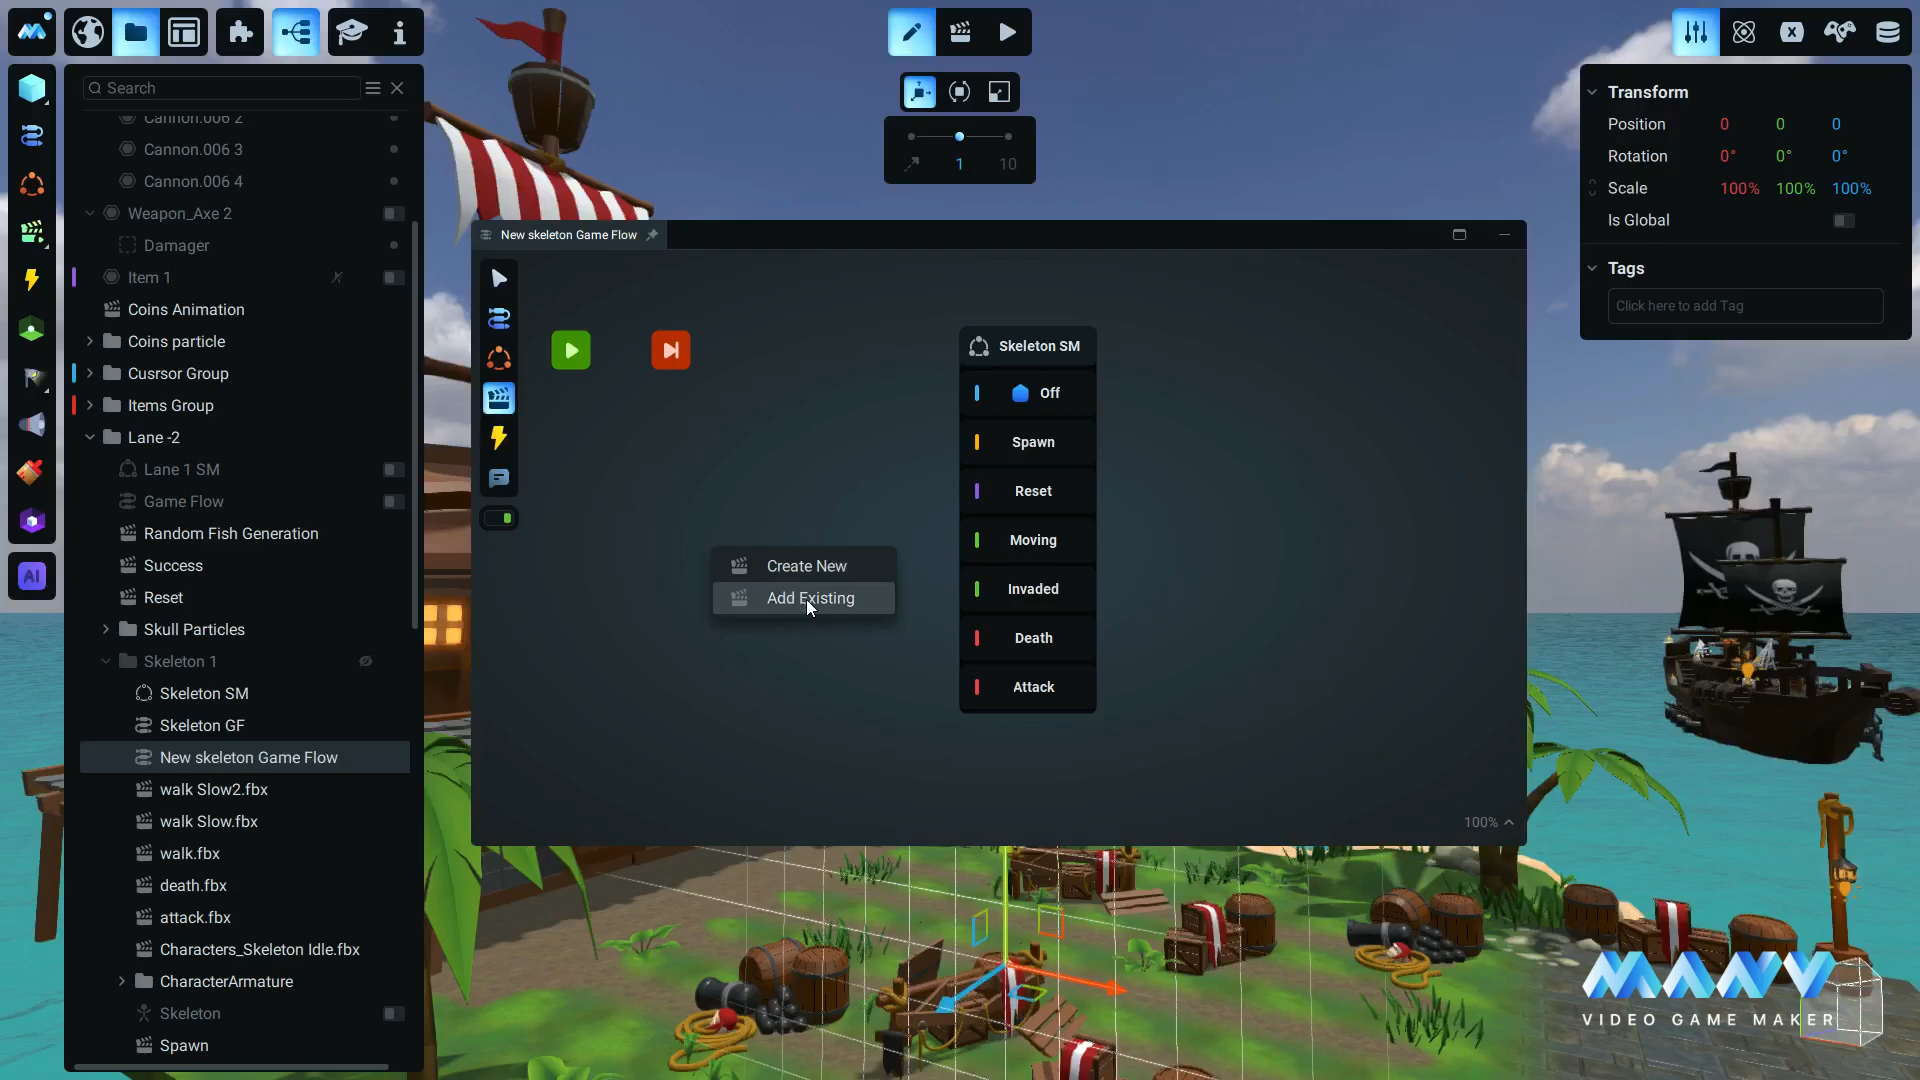 Search
Cannon.006 2
Cannon.006 3
Cannon.006 4
Weapon_Axe 2
Damager
Item 1
Coins Animation
Coins particle
Cusrsor Group
Items Group
Lane -2
Lane 1 SM
Game Flow
Random Fish Generation
Success
Reset
Skull Particles
Skeleton 1
Skeleton SM
Skeleton GF
New skeleton Game Flow
walk Slow2.fbx
walk Slow.fbx
walk.fbx
death.fbx
attack.fbx
Characters_Skeleton Idle.fbx
CharacterArmature
Skeleton
Spawn
AI
1 10
New skeleton Game Flow
Skeleton SM
Off
Spawn
Reset
Moving
Invaded
Death
Attack
Create New
Add Existing
100%
Transform
Position 0 0 0
Rotation 0° 0° 0°
Scale 100% 100% 100%
Is Global
Tags
Click here to add Tag
MANY
VIDEO GAME MAKER